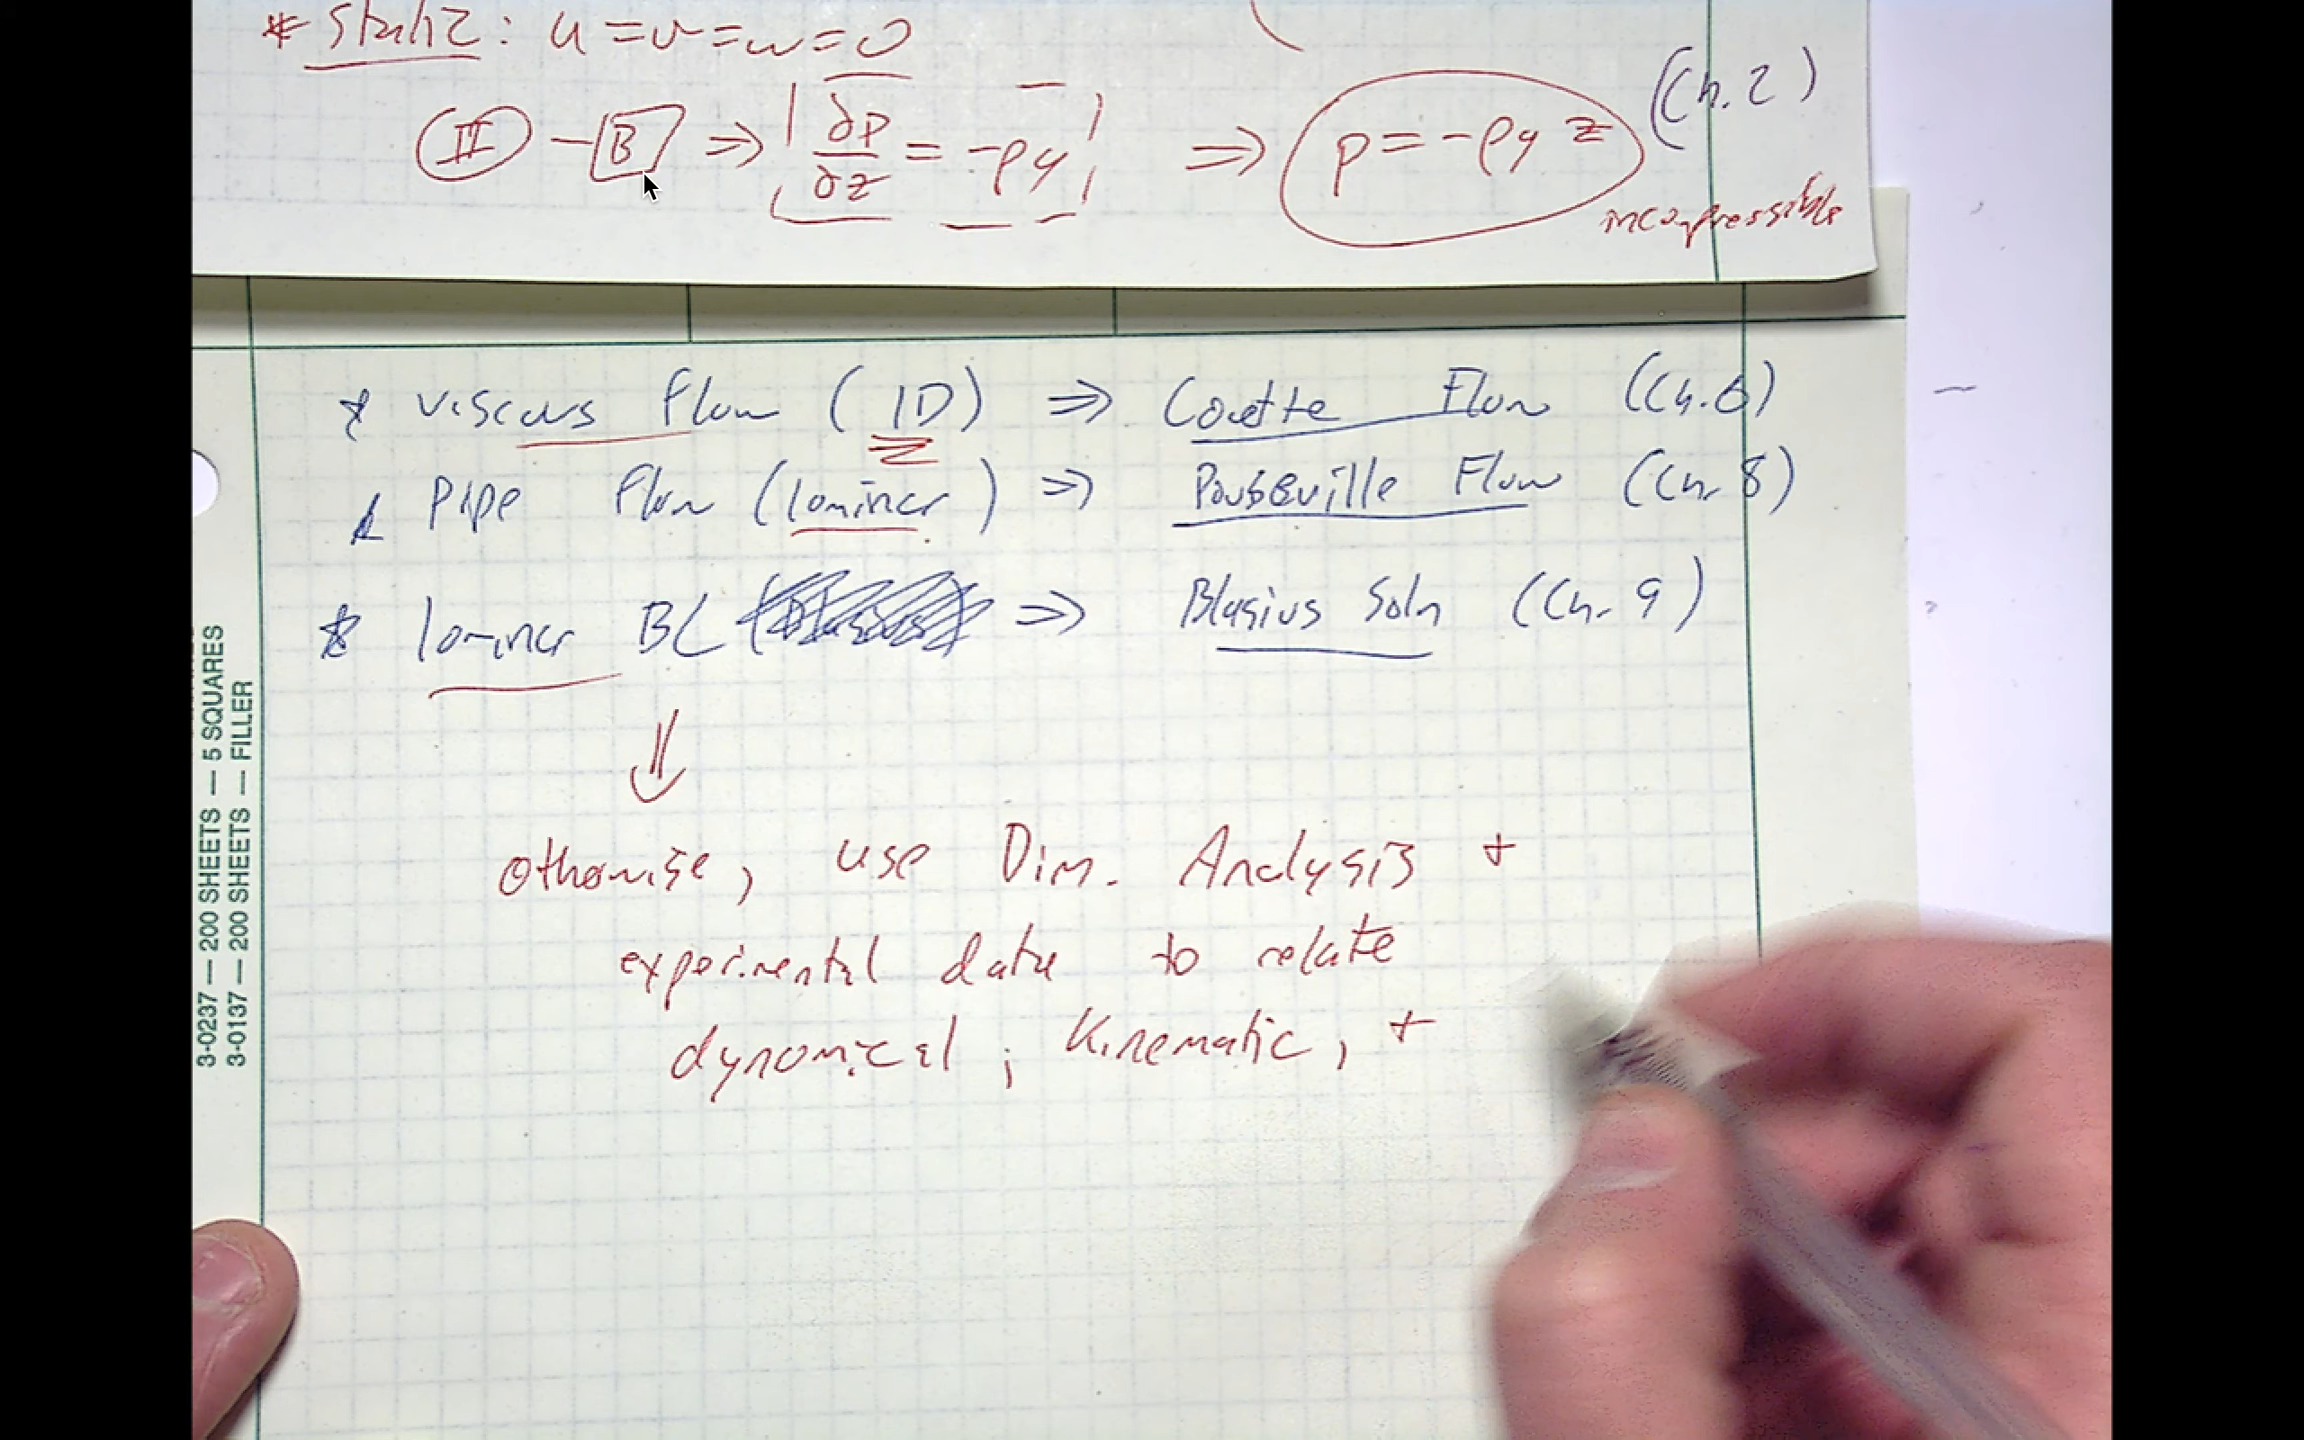 * Static : u = v = w = 0
(Ch. 2)
II - B ⇒ ∂p/∂z = -ρg ⇒ p = -ρg z
incompressible
* Viscous Flow ( 1D ) ⇒ Couette Flow (Ch. 6)
* Pipe Flow (laminar) ⇒ Flow (Ch. 8)
* laminar BL ⇒ Blasius Soln (Ch. 9)
⇓
otherwise, use Dim. Analysis +
experimental data to relate
dynamical, Kinematic, +
3-0237 — 200 SHEETS — 5 SQUARES
3-0137 — 200 SHEETS — FILLER